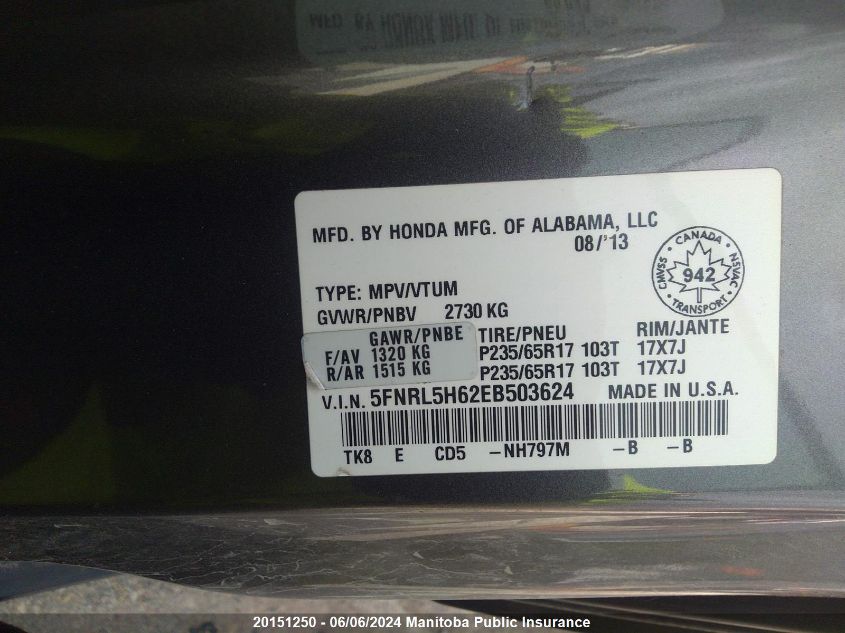 MFD. BY HONDA MFG. OF ALABAMA, LLC
08/'13
CANADA
CMVSS 942 NSVAC
TRANSPORT
TYPE: MPV/VTUM
GVWR/PNBV 2730 KG
GAWR/PNBE TIRE/PNEU RIM/JANTE
F/AV 1320 KG P235/65R17 103T 17X7J
R/AR 1515 KG P235/65R17 103T 17X7J
V.I.N. 5FNRL5H62EB503624 MADE IN U.S.A.
TK8 E CD5 -NH797M -B -B
20151250 - 06/06/2024 Manitoba Public Insurance